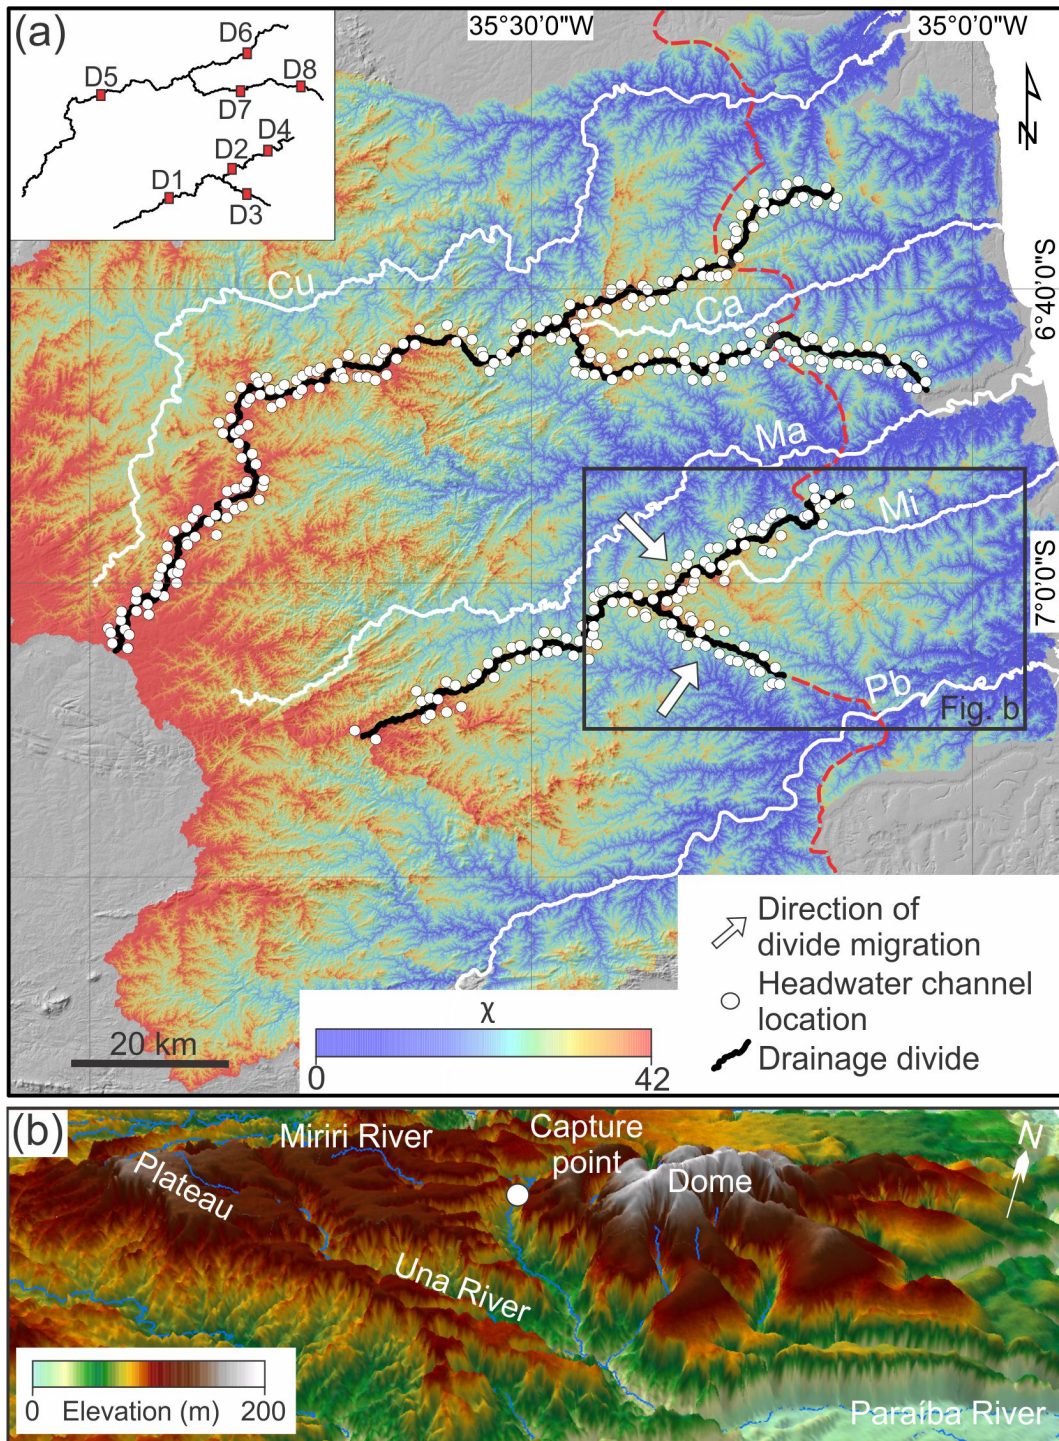 (a)
35°30'0"W
35°0'0"W
D6
D5
D8
D7
D4
D2
D1
D3
N
6°40'0"S
Cu
Ca
Ma
Mi
7°0'0"S
Pb
Fig. b
Direction of
divide migration
Headwater channel
location
Drainage divide
χ
0
42
20 km
(b)
Miriri River
Capture
point
N
Plateau
Dome
Una River
0 Elevation (m) 200
Paraíba River